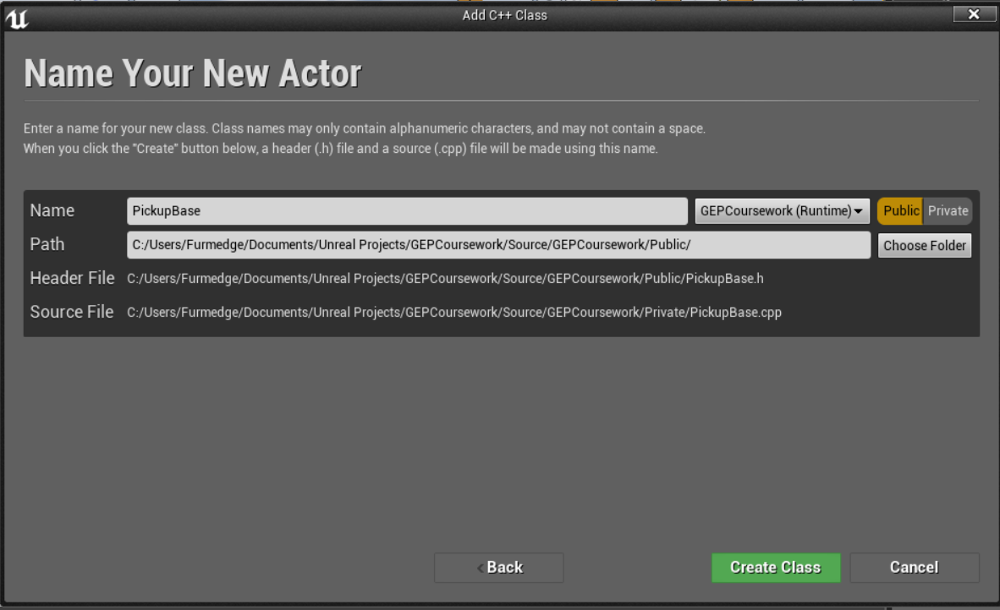 Add C++ Class
Name Your New Actor
Enter a name for your new class. Class names may only contain alphanumeric characters, and may not contain a space.
When you click the "Create" button below, a header (.h) file and a source (.cpp) file will be made using this name.
Name PickupBase GEPCoursework (Runtime) Public Private
Path C:/Users/Furmedge/Documents/Unreal Projects/GEPCoursework/Source/GEPCoursework/Public/ Choose Folder
Header File C:/Users/Furmedge/Documents/Unreal Projects/GEPCoursework/Source/GEPCoursework/Public/PickupBase.h
Source File C:/Users/Furmedge/Documents/Unreal Projects/GEPCoursework/Source/GEPCoursework/Private/PickupBase.cpp
Back Create Class Cancel